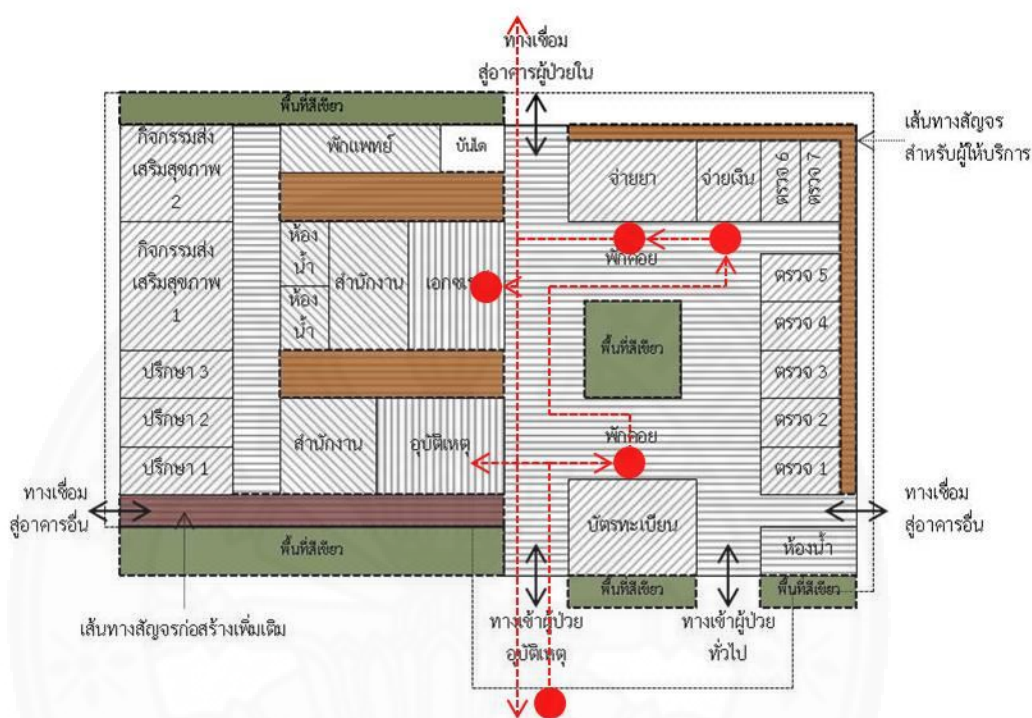 ทางเชื่อม
สู่อาคารผู้ป่วยใน
พื้นที่สีเขียว
เส้นทางสัญจร
สำหรับผู้ให้บริการ
กิจกรรมส่ง
เสริมสุขภาพ
2
พักแพทย์
บันได
จ่ายยา
จ่ายเงิน
ตรวจ 6
ตรวจ 7
กิจกรรมส่ง
เสริมสุขภาพ
1
ห้อง
น้ำ
ห้อง
น้ำ
สำนักงาน
พักคอย
ตรวจ 5
ตรวจ 4
ตรวจ 3
ตรวจ 2
ตรวจ 1
พื้นที่สีเขียว
ปรึกษา 3
ปรึกษา 2
ปรึกษา 1
สำนักงาน
อุบัติเหตุ
พักคอย
ทางเชื่อม
สู่อาคารอื่น
บัตรทะเบียน
ทางเชื่อม
สู่อาคารอื่น
ห้องน้ำ
พื้นที่สีเขียว
พื้นที่สีเขียว
พื้นที่สีเขียว
เส้นทางสัญจรก่อสร้างเพิ่มเติม
ทางเข้าผู้ป่วย
อุบัติเหตุ
ทางเข้าผู้ป่วย
ทั่วไป